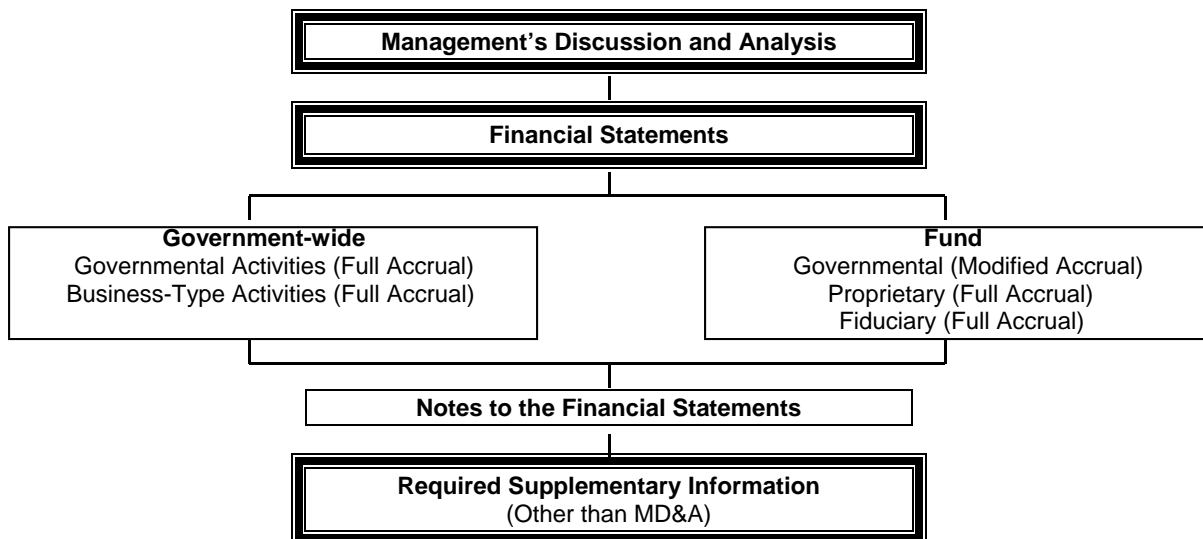 Management’s Discussion and Analysis
Financial Statements
Government-wide
Governmental Activities (Full Accrual)
Business-Type Activities (Full Accrual)
Fund
Governmental (Modified Accrual)
Proprietary (Full Accrual)
Fiduciary (Full Accrual)
Notes to the Financial Statements
Required Supplementary Information
(Other than MD&A)